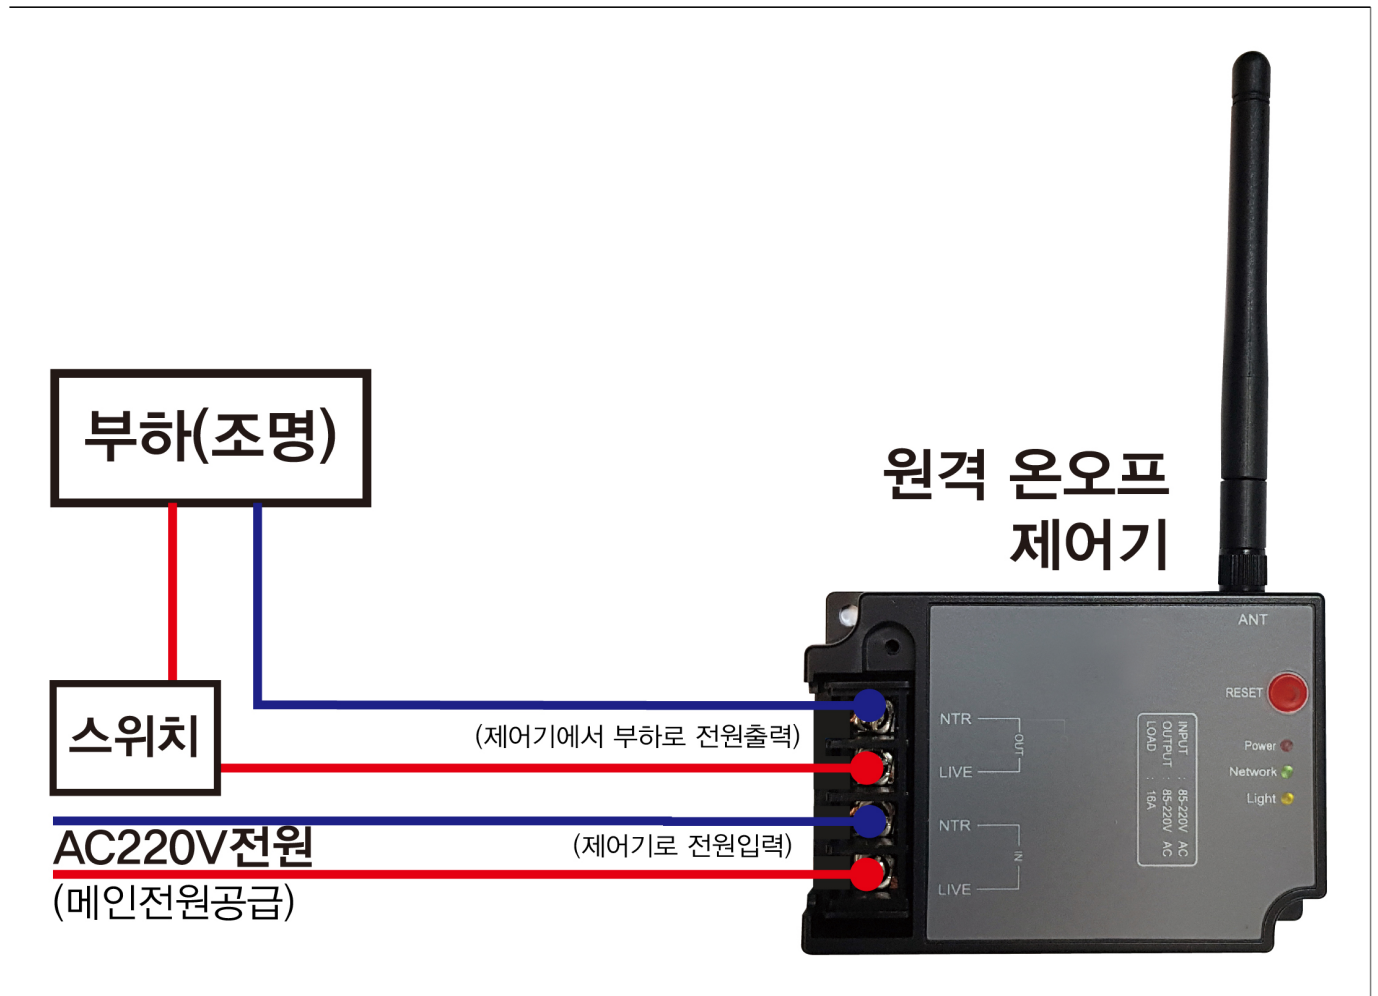 부하(조명)
원격 온오프
제어기
스위치
(제어기에서 부하로 전원출력)
AC220V전원
(제어기로 전원입력)
(메인전원공급)
ANT
RESET
Power
Network
Light
NTR
OUT
LIVE
NTR
IN
LIVE
INPUT : 85-220V AC
OUTPUT : 85-220V AC
LOAD : 16A